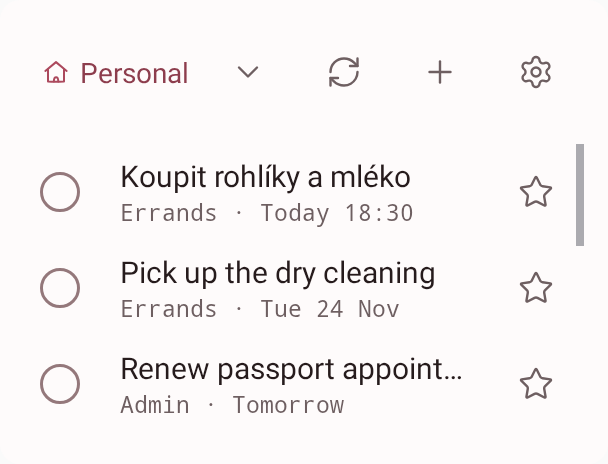 Personal
Koupit rohlíky a mléko
Errands · Today 18:30
Pick up the dry cleaning
Errands · Tue 24 Nov
Renew passport appoint…
Admin · Tomorrow